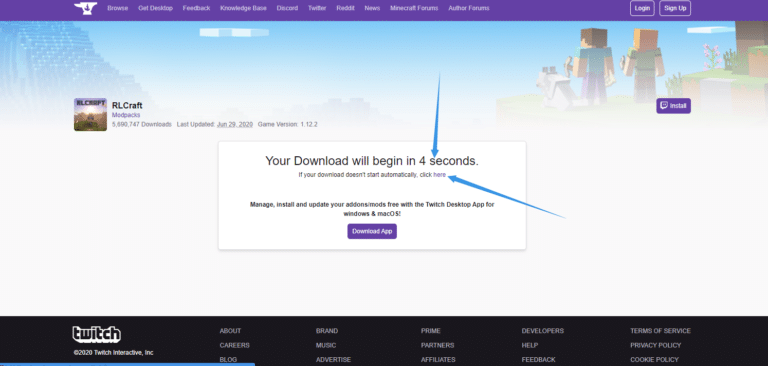 Browse Get Desktop Feedback Knowledge Base Discord Twitter Reddit News Minecraft Forums Author Forums Login Sign Up
RLCRAFT
RLCraft
Modpacks
5,690,747 Downloads Last Updated: Jun 29, 2020 Game Version: 1.12.2
Install
Your Download will begin in 4 seconds.
If your download doesn't start automatically, click here
Manage, install and update your addons/mods free with the Twitch Desktop App for
windows & macOS!
Download App
twitch
©2020 Twitch Interactive, Inc
ABOUT BRAND PRIME DEVELOPERS TERMS OF SERVICE
CAREERS MUSIC PARTNERS HELP PRIVACY POLICY
BLOG ADVERTISE AFFILIATES FEEDBACK COOKIE POLICY